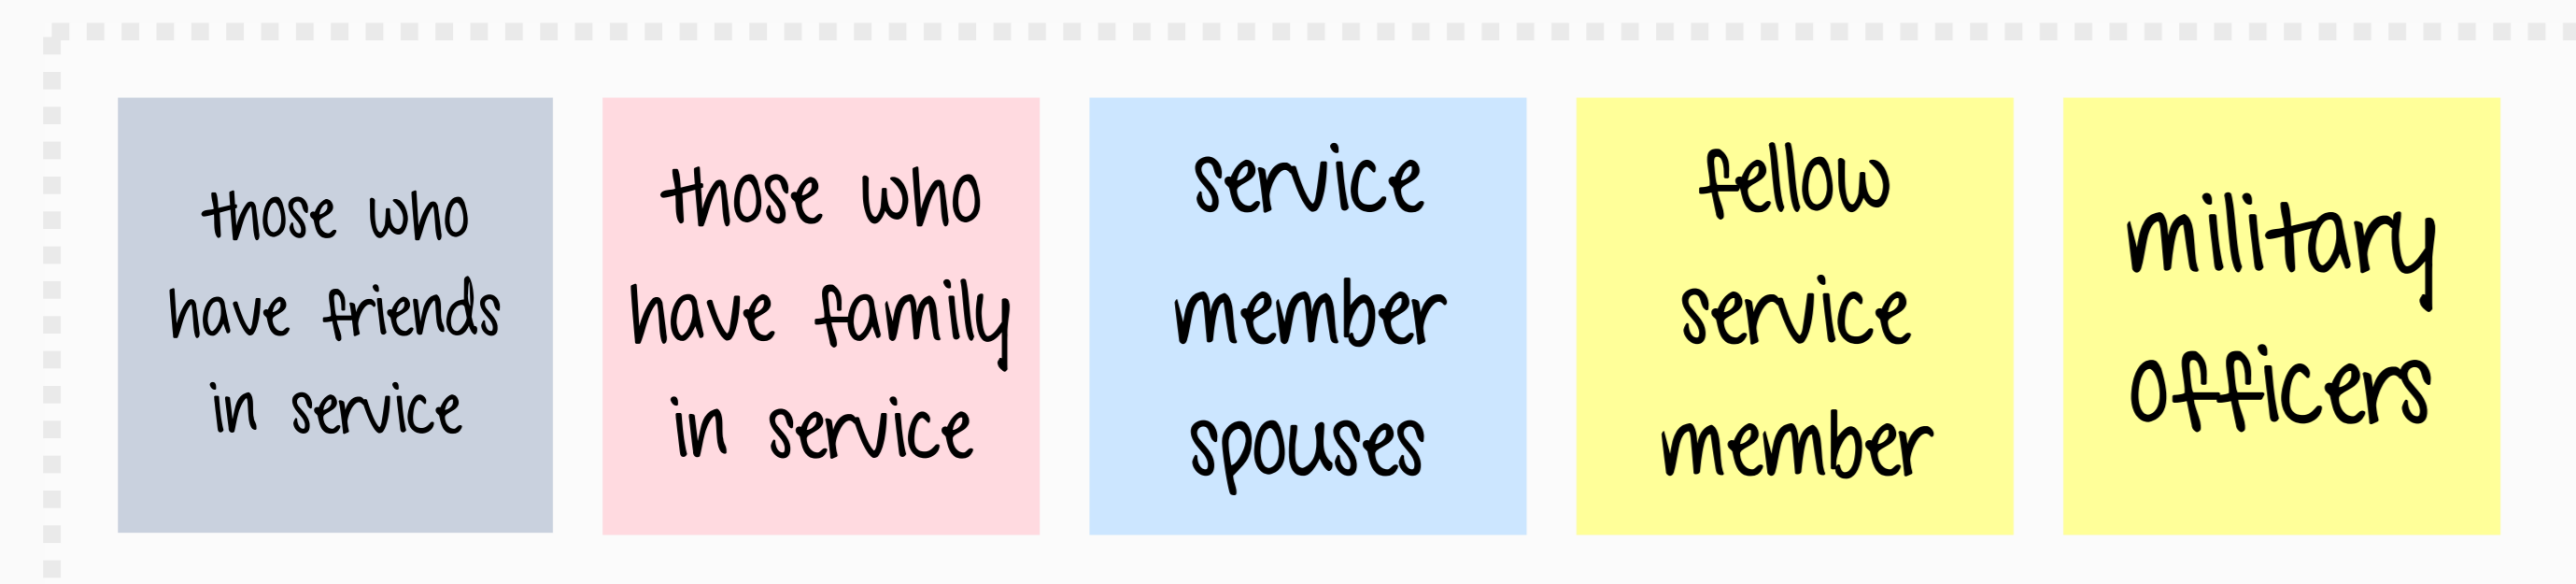 those who
have friends
in service
those who
have family
in service
service
member
spouses
fellow
service
member
military
officers